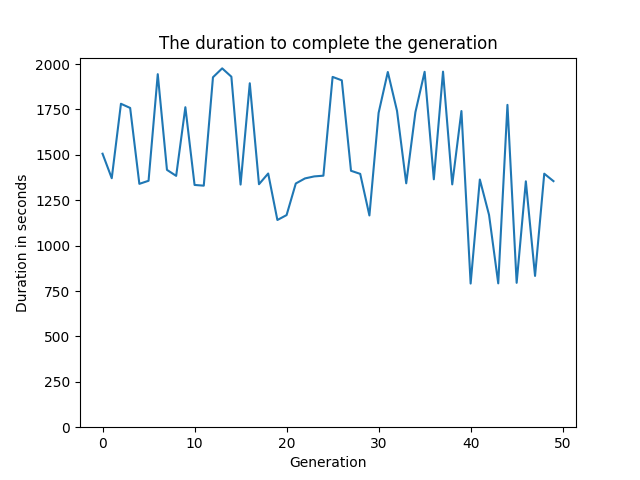 The duration to complete the generation
2000
1750
1500
1250
1000
750
500
250
0
Duration in seconds
0 10 20 30 40 50
Generation